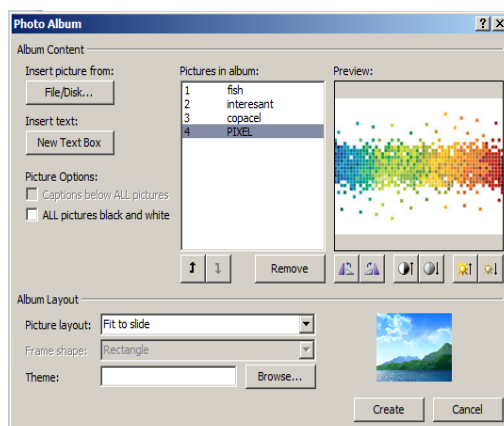 Photo Album
Album Content
Insert picture from:
File/Disk...
Insert text:
New Text Box
Picture Options:
Captions below ALL pictures
ALL pictures black and white
Pictures in album:
1 fish
2 interesant
3 copacel
4 PIXEL
Remove
Preview:
Album Layout
Picture layout: Fit to slide
Frame shape: Rectangle
Theme: Browse...
Create Cancel